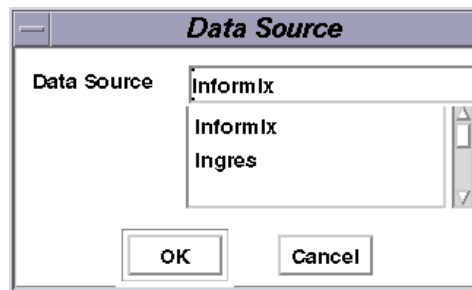 Data Source
Data Source Informix
Informix
Ingres
OK Cancel